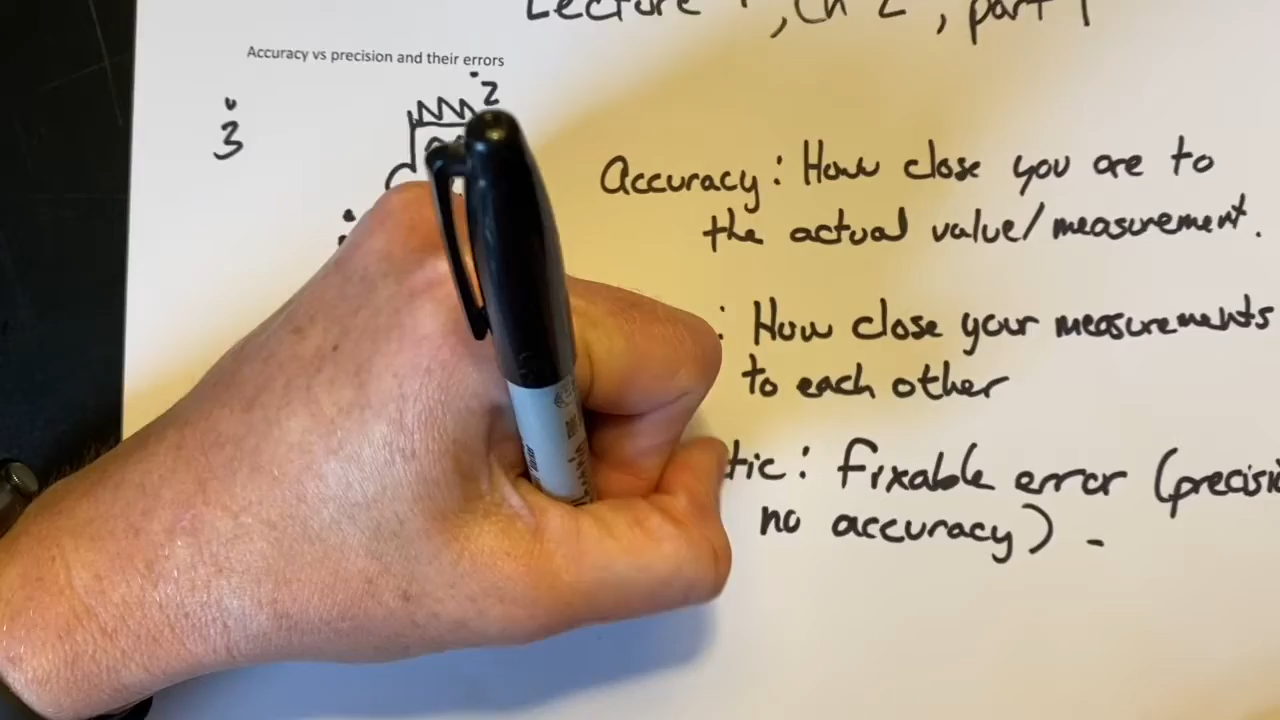 Lecture 1, Ch 2, part 1
Accuracy vs precision and their errors
2
3
Accuracy: How close you are to
the actual value/measurement.
: How close your measurements
to each other
tic: Fixable error (precisi
no accuracy) -